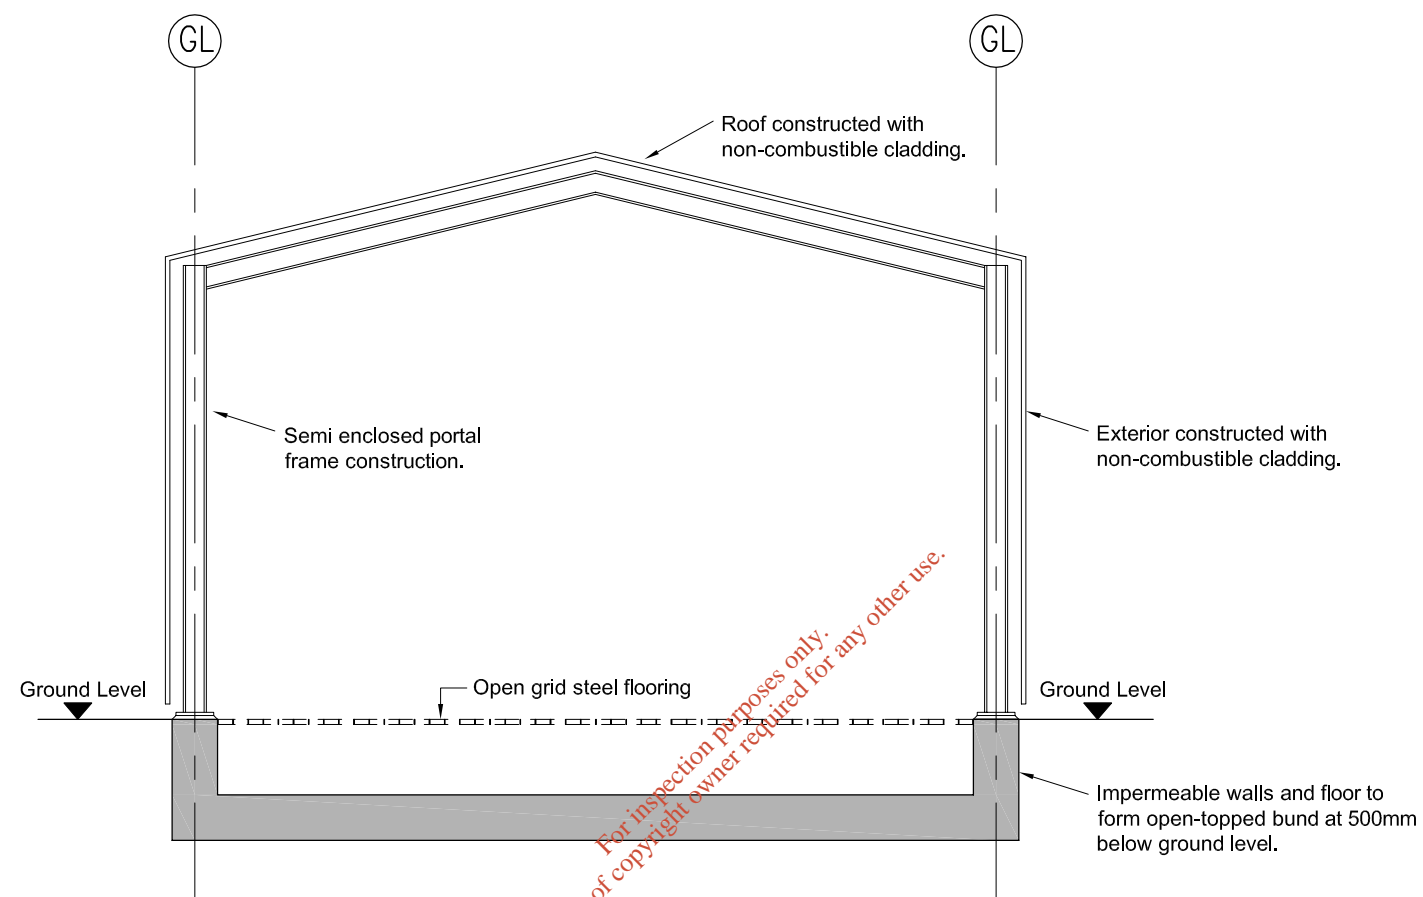 GL
GL
Roof constructed with
non-combustible cladding.
Semi enclosed portal
frame construction.
Exterior constructed with
non-combustible cladding.
Ground Level
Open grid steel flooring
Ground Level
Impermeable walls and floor to
form open-topped bund at 500mm
below ground level.
For inspection purposes only.
of copyright owner required for any other use.